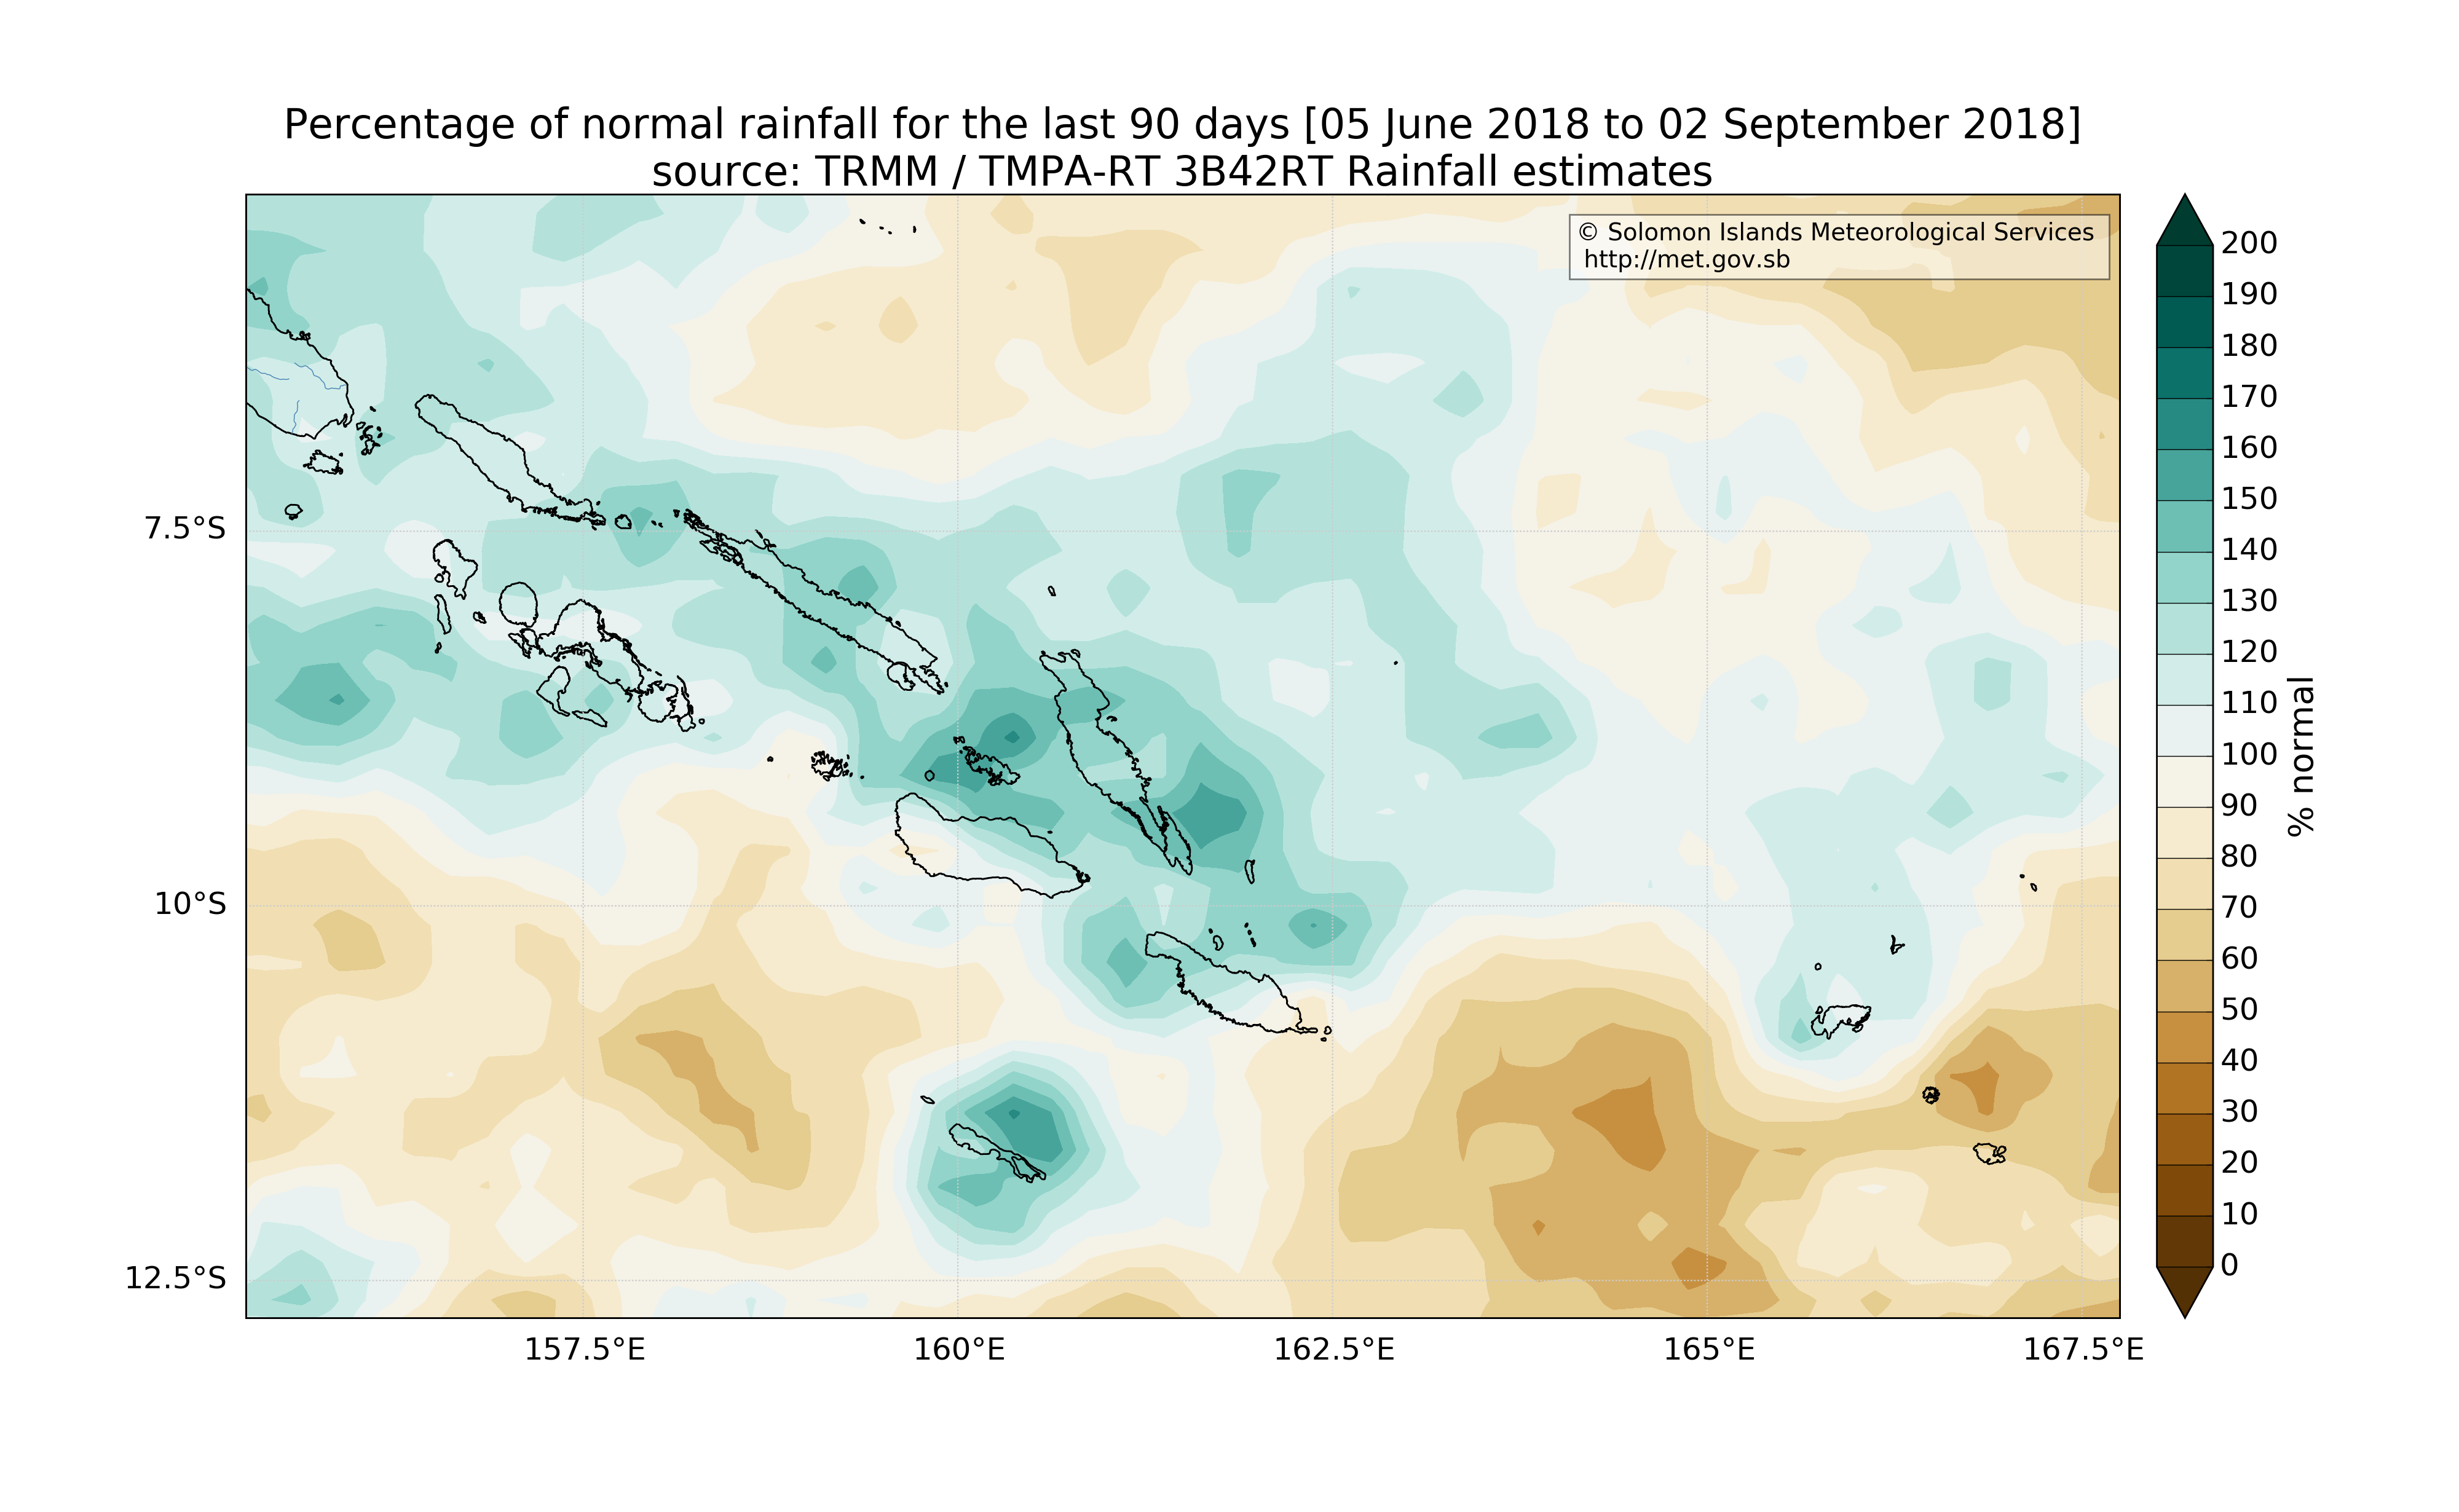 Percentage of normal rainfall for the last 90 days [05 June 2018 to 02 September 2018]
source: TRMM / TMPA-RT 3B42RT Rainfall estimates
© Solomon Islands Meteorological Services
http://met.gov.sb
7.5°S
10°S
12.5°S
157.5°E
160°E
162.5°E
165°E
167.5°E
200
190
180
170
160
150
140
130
120
110
100
90
80
70
60
50
40
30
20
10
0
% normal